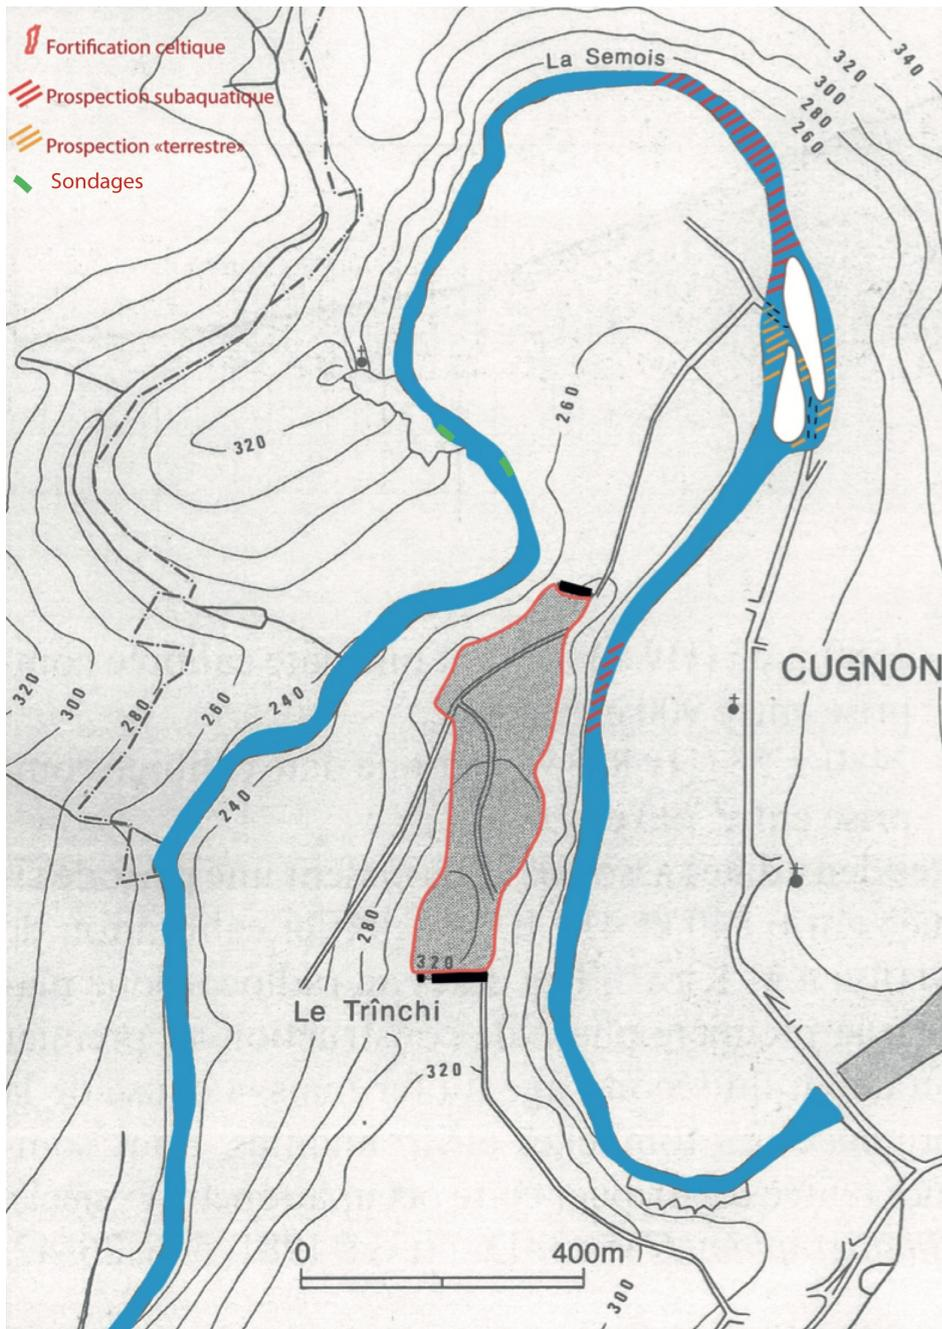 Fortification celtique
Prospection subaquatique
Prospection «terrestre»
Sondages
La Semois
340
320
300
280
260
260
320
CUGNON
320
300
280
260
240
240
280
320
Le Trînchi
320
0 400m
300